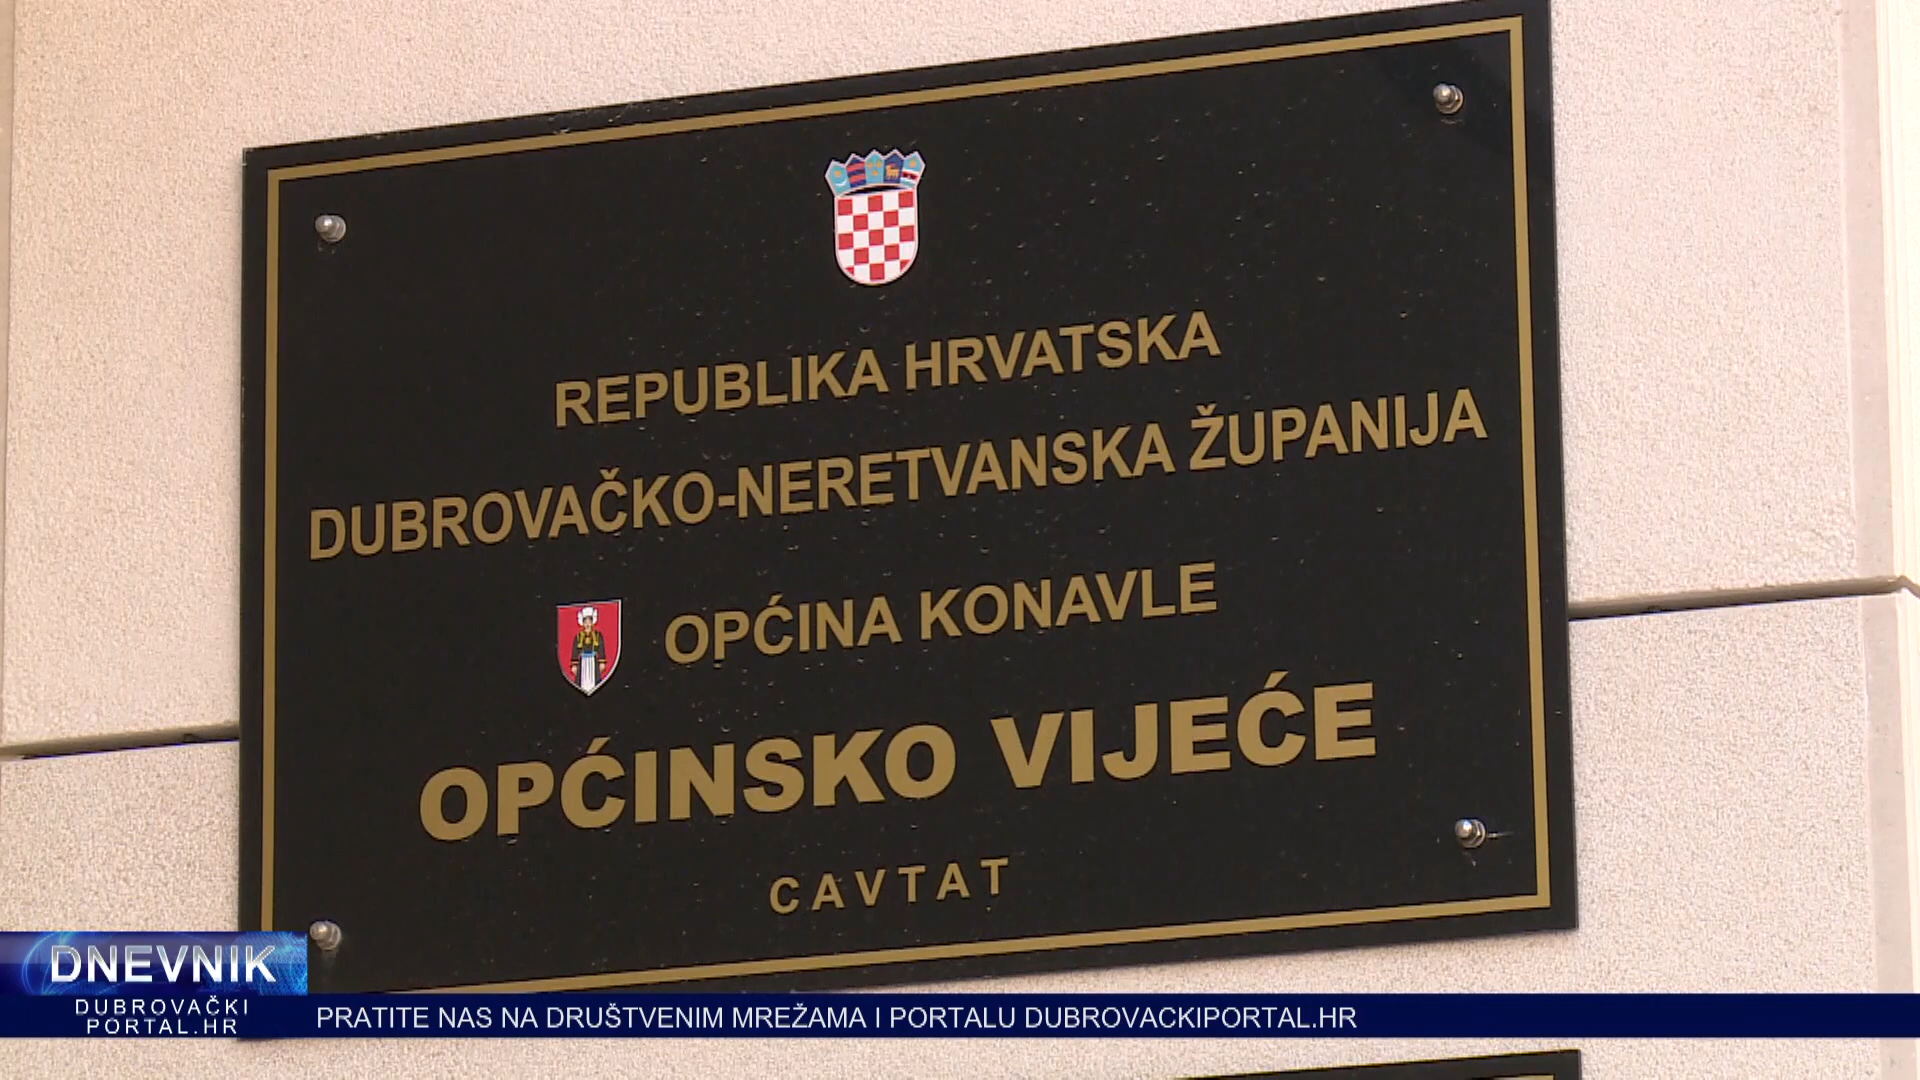 REPUBLIKA HRVATSKA
DUBROVAČKO-NERETVANSKA ŽUPANIJA
OPĆINA KONAVLE
OPĆINSKO VIJEĆE
CAVTAT
DNEVNIK
DUBROVAČKI
PORTAL.HR
PRATITE NAS NA DRUŠTVENIM MREŽAMA I PORTALU DUBROVACKIPORTAL.HR